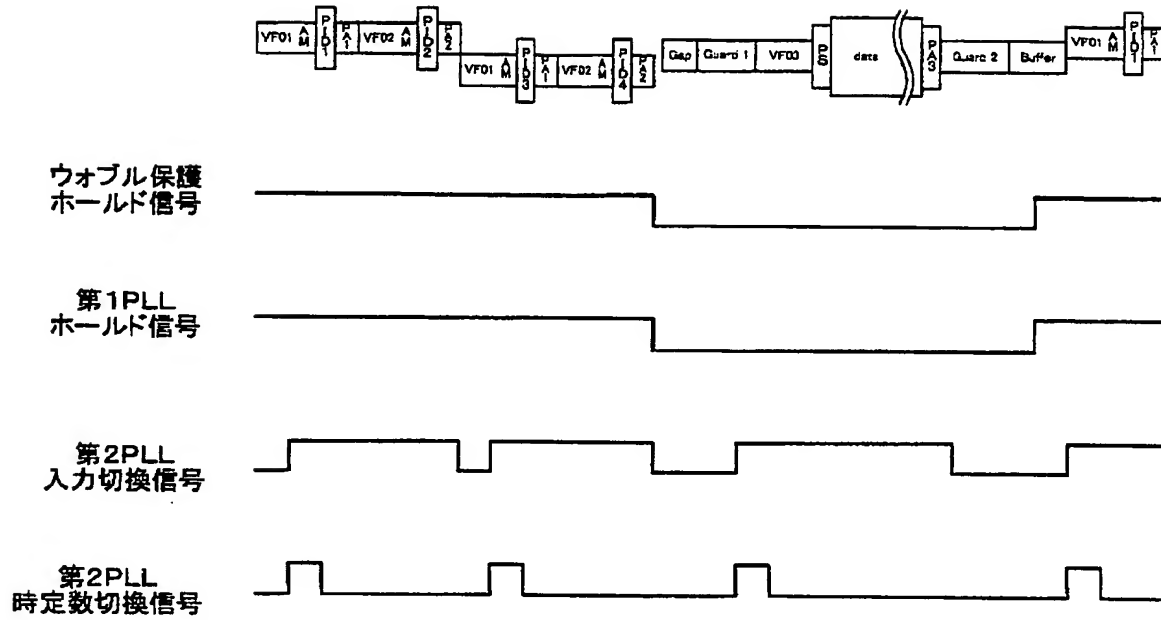 VFO1 AM PID1 PA1 VFO2 AM PID2 PA2
VFO1 AM PID3 PA1 VFO2 AM PID4 PA2
Gap Guard 1 VFO3 PS data PA3 Guard 2 Buffer
VFO1 AM PID1 PA1
ウォブル保護
ホールド信号
第1PLL
ホールド信号
第2PLL
入力切換信号
第2PLL
時定数切換信号